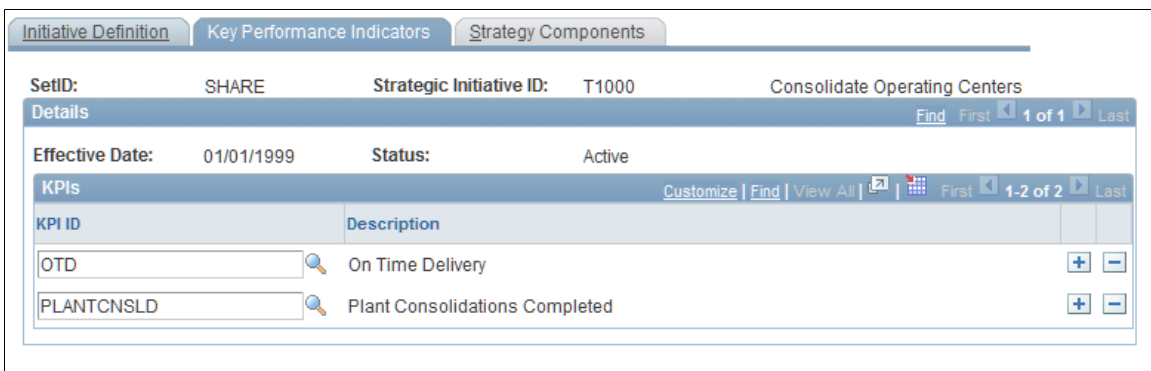 Initiative Definition Key Performance Indicators Strategy Components
SetID: SHARE Strategic Initiative ID: T1000 Consolidate Operating Centers
Details Find First 1 of 1 Last
Effective Date: 01/01/1999 Status: Active
KPIs Customize | Find | View All | | First 1-2 of 2 Last
KPI ID Description
OTD On Time Delivery
PLANTCNSLD Plant Consolidations Completed